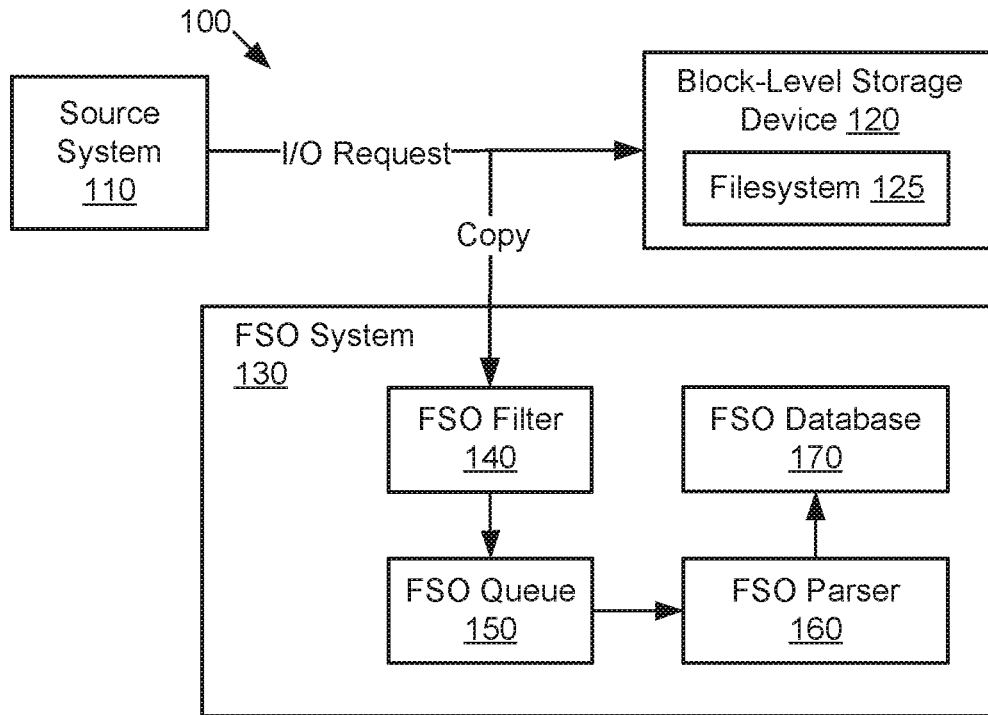 100
Source
System
110
I/O Request
Copy
Block-Level Storage
Device 120
Filesystem 125
FSO System
130
FSO Filter
140
FSO Database
170
FSO Queue
150
FSO Parser
160